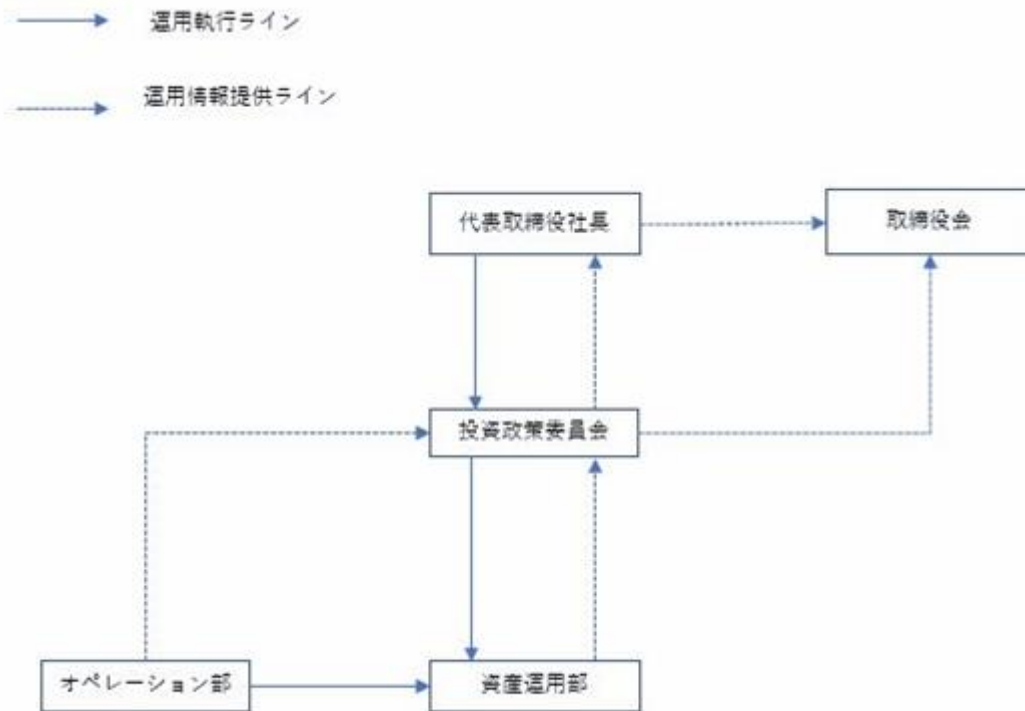 運用執行ライン
運用情報提供ライン
代表取締役社長
取締役会
投資政策委員会
オペレーション部
資産運用部